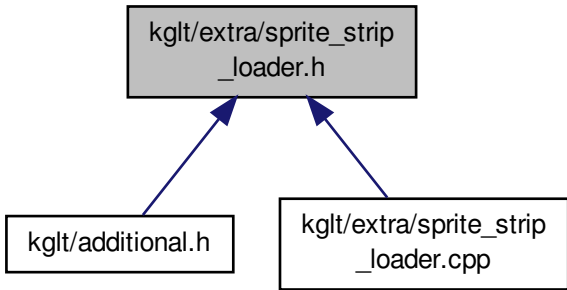 kglt/extra/sprite_strip
_loader.h
kglt/additional.h
kglt/extra/sprite_strip
_loader.cpp